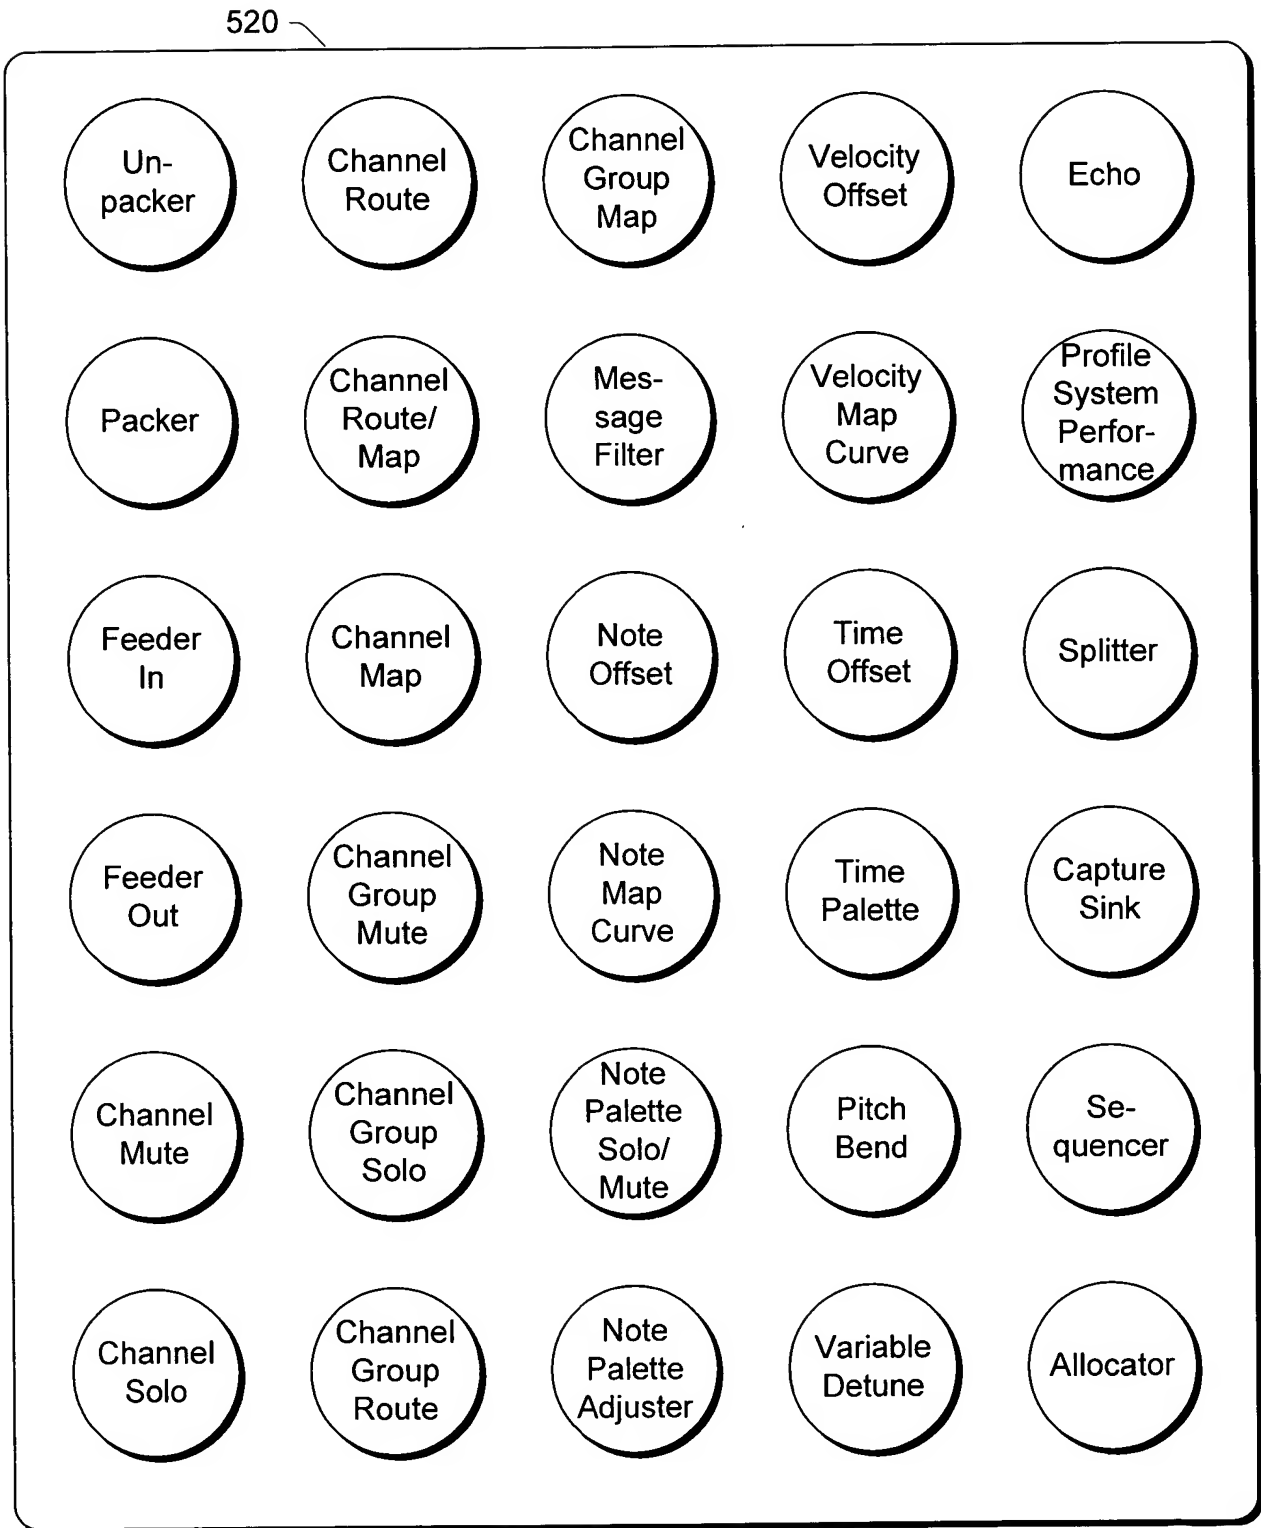 520
Un-
packer
Channel
Route
Channel
Group
Map
Velocity
Offset
Echo
Packer
Channel
Route/
Map
Mes-
sage
Filter
Velocity
Map
Curve
Profile
System
Perfor-
mance
Feeder
In
Channel
Map
Note
Offset
Time
Offset
Splitter
Feeder
Out
Channel
Group
Mute
Note
Map
Curve
Time
Palette
Capture
Sink
Channel
Mute
Channel
Group
Solo
Note
Palette
Solo/
Mute
Pitch
Bend
Se-
quencer
Channel
Solo
Channel
Group
Route
Note
Palette
Adjuster
Variable
Detune
Allocator